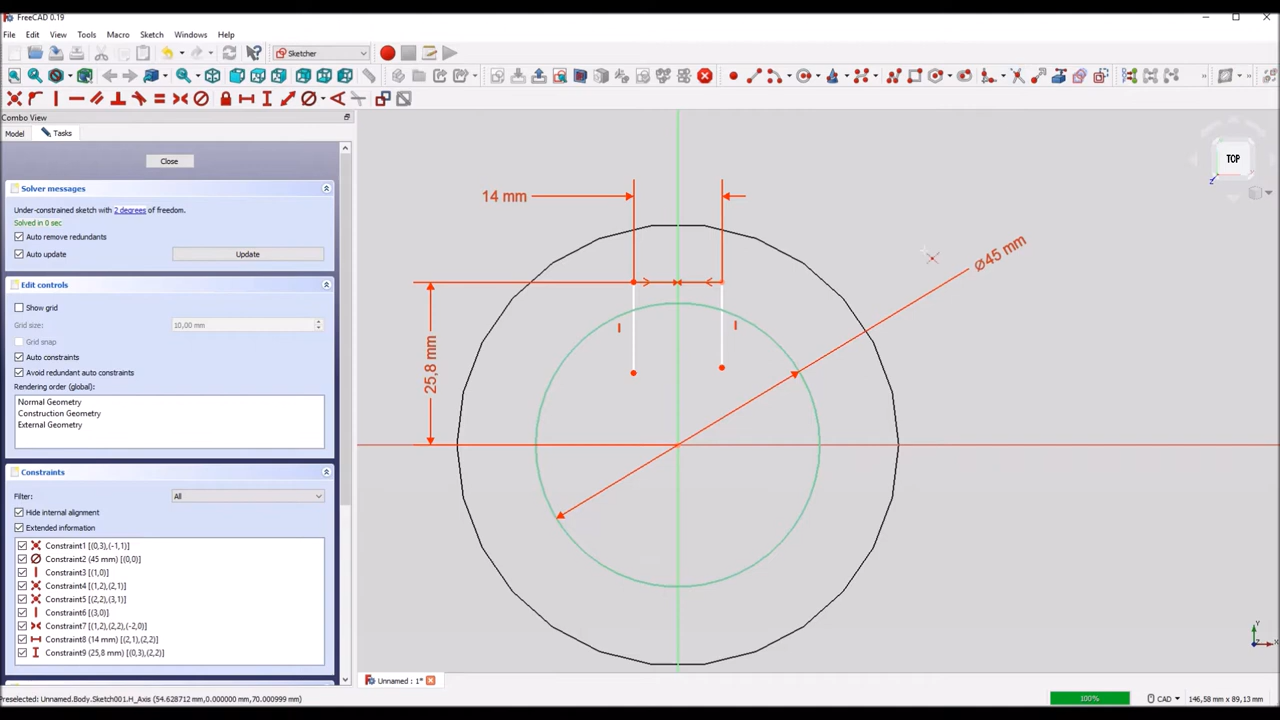 FreeCAD 0.19
File Edit View Tools Macro Sketch Windows Help
Sketcher
Combo View
Model Tasks
Close
Solver messages
Under-constrained sketch with 2 degrees of freedom.
Solved in 0 sec
Auto remove redundants
Auto update Update
Edit controls
Show grid
Grid size: 10,00 mm
Grid snap
Auto constraints
Avoid redundant auto constraints
Rendering order (global):
Normal Geometry
Construction Geometry
External Geometry
Constraints
Filter: All
Hide internal alignment
Extended information
Constraint1 [(0,3),(-1,1)]
Constraint2 (45 mm) [(0,0)]
Constraint3 [(1,0)]
Constraint4 [(1,2),(2,1)]
Constraint5 [(2,2),(3,1)]
Constraint6 [(3,0)]
Constraint7 [(1,2),(2,2),(-2,0)]
Constraint8 (14 mm) [(2,1),(2,2)]
Constraint9 (25,8 mm) [(0,3),(2,2)]
14 mm
25,8 mm
⌀45 mm
TOP
Z
Y
X
Unnamed : 1*
Preselected: Unnamed.Body.Sketch001.H_Axis (54.628712 mm,0.000000 mm,70.000999 mm)
100%
CAD
146,58 mm x 89,13 mm